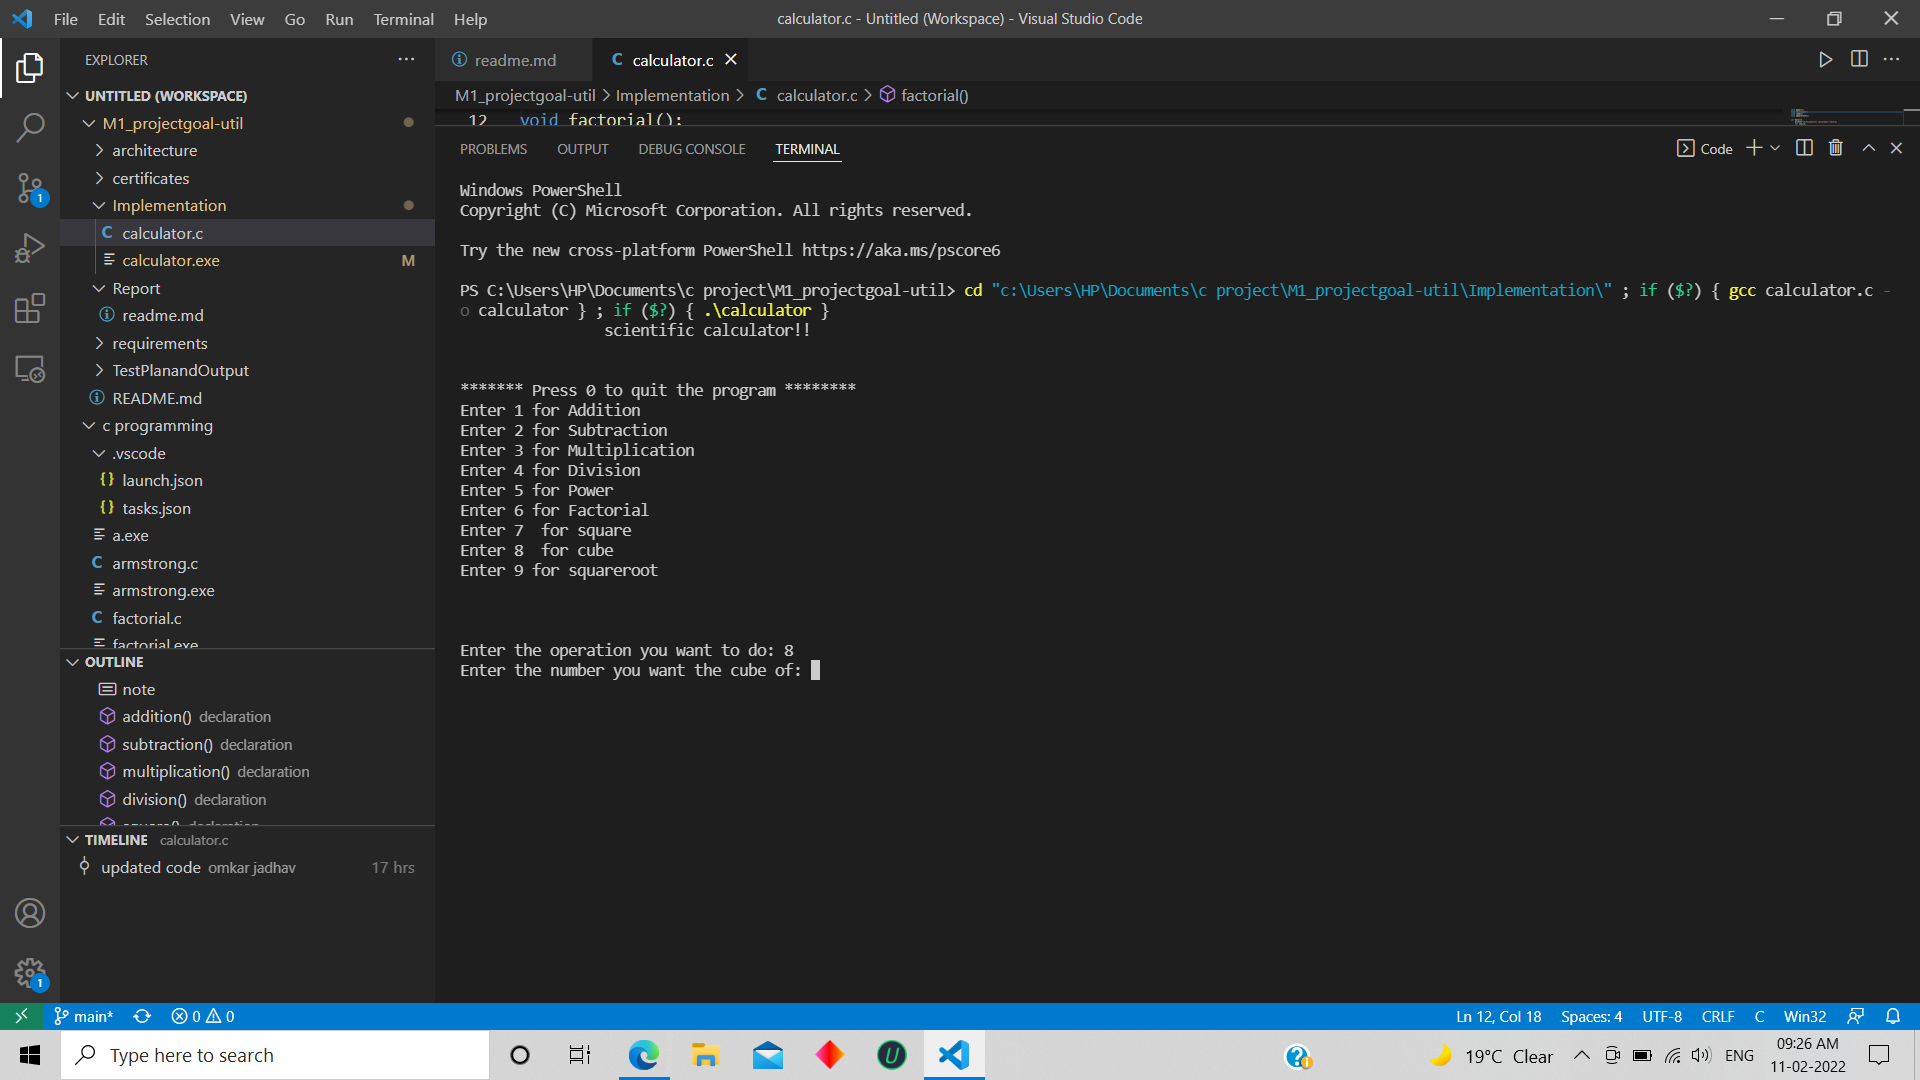 File Edit Selection View Go Run Terminal Help
calculator.c - Untitled (Workspace) - Visual Studio Code
EXPLORER
UNTITLED (WORKSPACE)
M1_projectgoal-util
architecture
certificates
Implementation
C calculator.c
calculator.exe M
Report
readme.md
requirements
TestPlanandOutput
README.md
c programming
.vscode
{} launch.json
{} tasks.json
a.exe
C armstrong.c
armstrong.exe
C factorial.c
factorial.exe
OUTLINE
note
addition() declaration
subtraction() declaration
multiplication() declaration
division() declaration
square() declaration
TIMELINE calculator.c
updated code omkar jadhav 17 hrs
readme.md
C calculator.c
M1_projectgoal-util > Implementation > C calculator.c > factorial()
12 void factorial();
PROBLEMS OUTPUT DEBUG CONSOLE TERMINAL
Code
Windows PowerShell
Copyright (C) Microsoft Corporation. All rights reserved.
Try the new cross-platform PowerShell https://aka.ms/pscore6
PS C:\Users\HP\Documents\c project\M1_projectgoal-util> cd "c:\Users\HP\Documents\c project\M1_projectgoal-util\Implementation\" ; if ($?) { gcc calculator.c -
o calculator } ; if ($?) { .\calculator }
scientific calculator!!
******* Press 0 to quit the program ********
Enter 1 for Addition
Enter 2 for Subtraction
Enter 3 for Multiplication
Enter 4 for Division
Enter 5 for Power
Enter 6 for Factorial
Enter 7  for square
Enter 8  for cube
Enter 9 for squareroot
Enter the operation you want to do: 8
Enter the number you want the cube of:
1
1
main* 0 0
Ln 12, Col 18 Spaces: 4 UTF-8 CRLF C Win32
Type here to search
19°C Clear
ENG
09:26 AM
11-02-2022